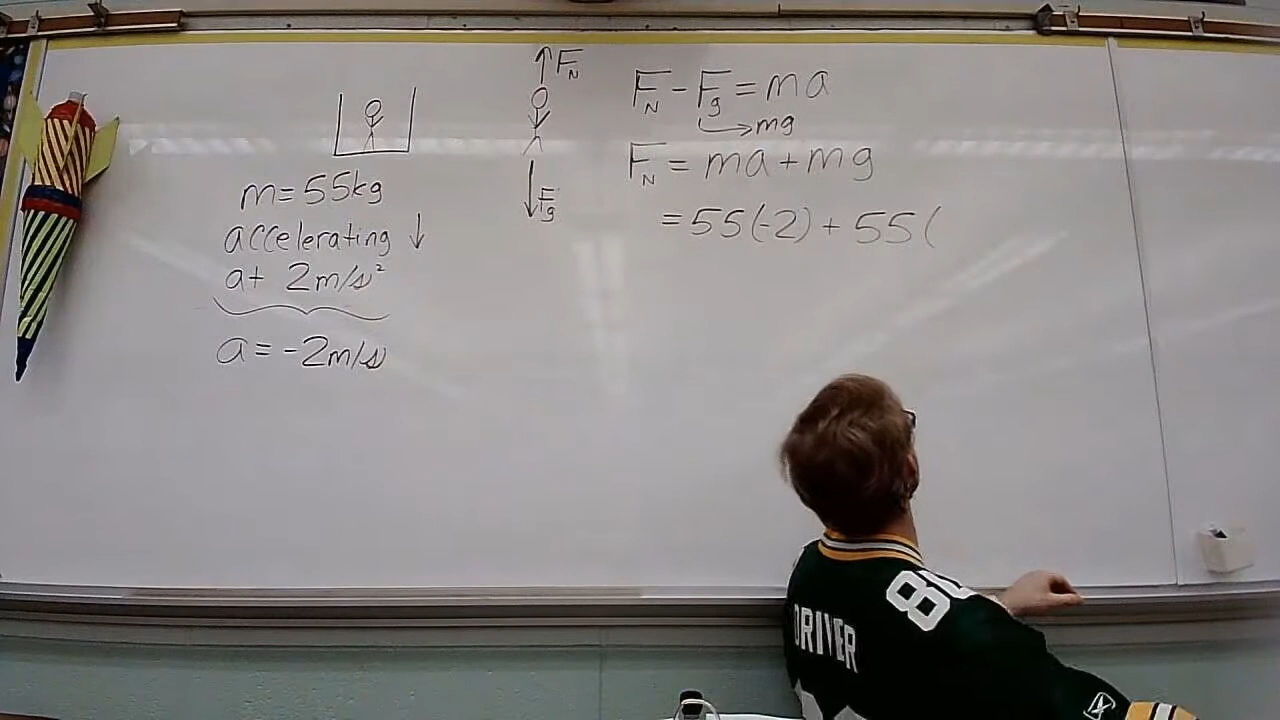 m=55kg
accelerating ↓
at 2m/s²
a=-2m/s
↑F_N
↓F_g
F_N - F_g = ma
→mg
F_N = ma + mg
= 55(-2) + 55(
DRIVER